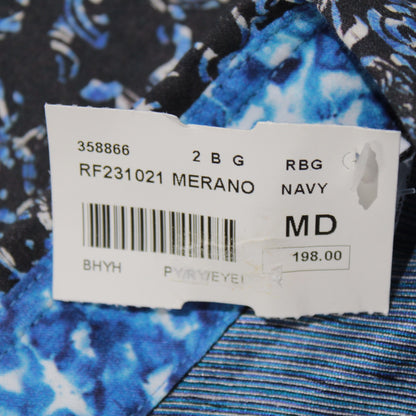 358866 2 B G RBG
RF231021 MERANO NAVY
MD
198.00
BHYH